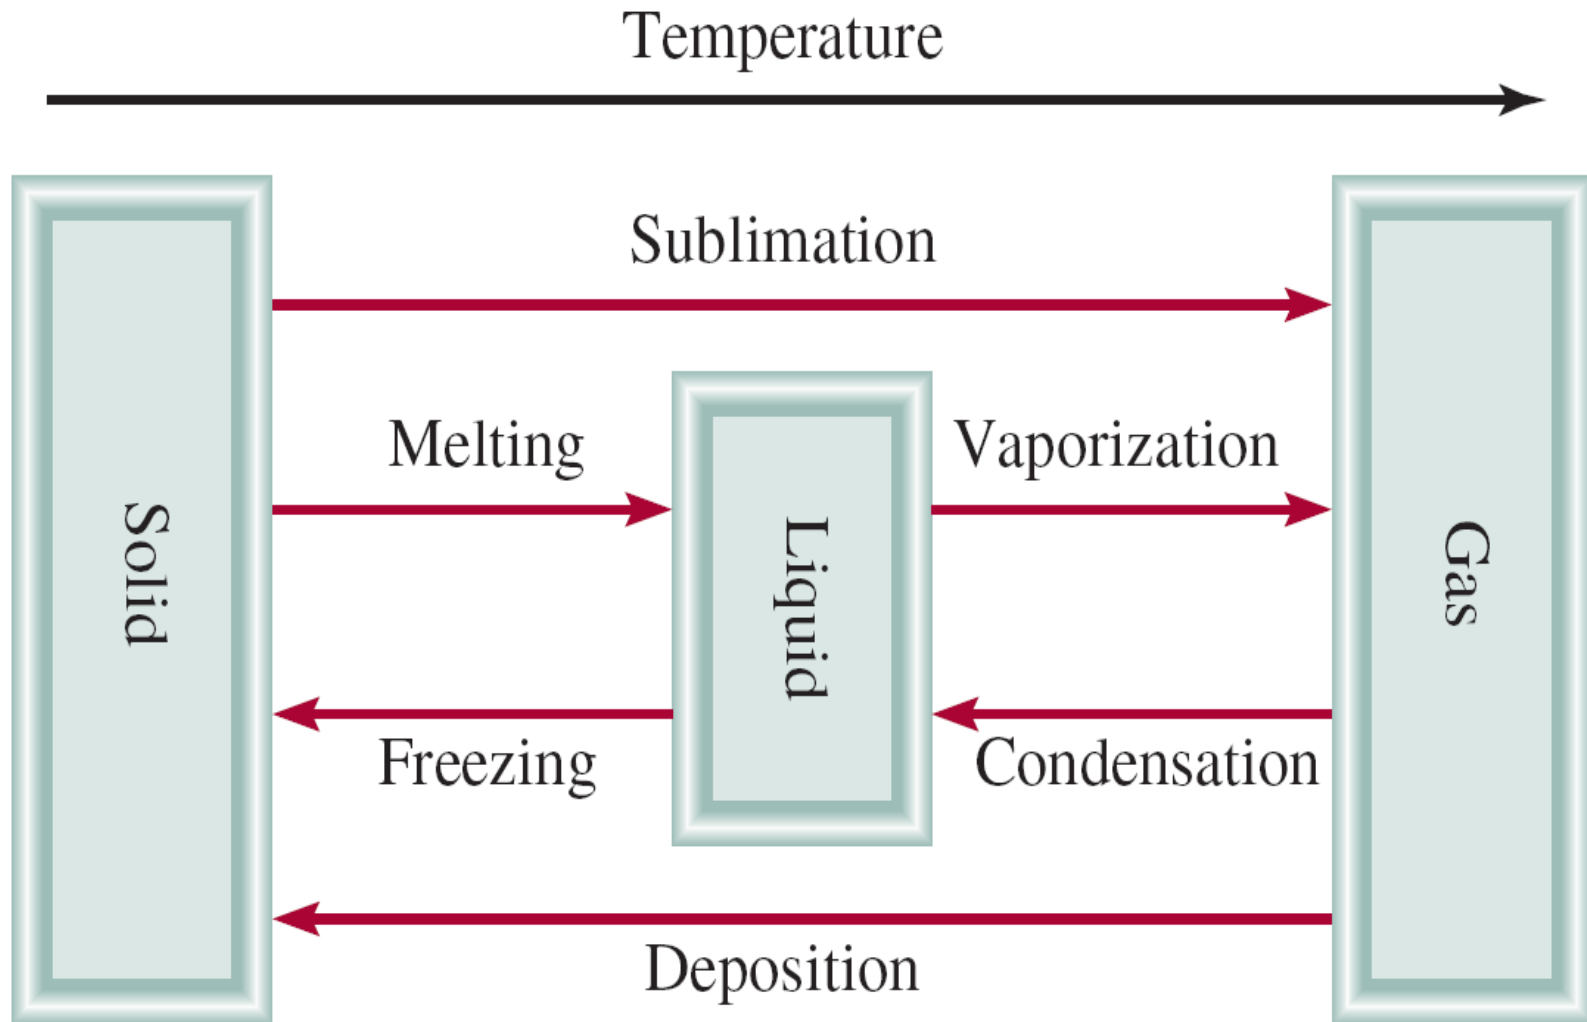 Temperature
Sublimation
Melting
Vaporization
Solid
Liquid
Gas
Freezing
Condensation
Deposition